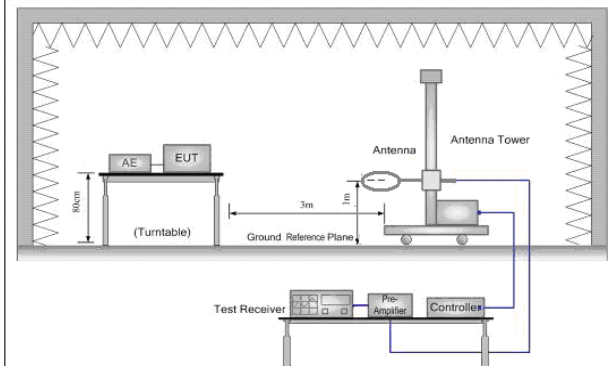 Antenna
Antenna Tower
AE
EUT
80cm
(Turntable)
3m
1m
Ground Reference Plane
Test Receiver
Pre-
Amplifier
Controller